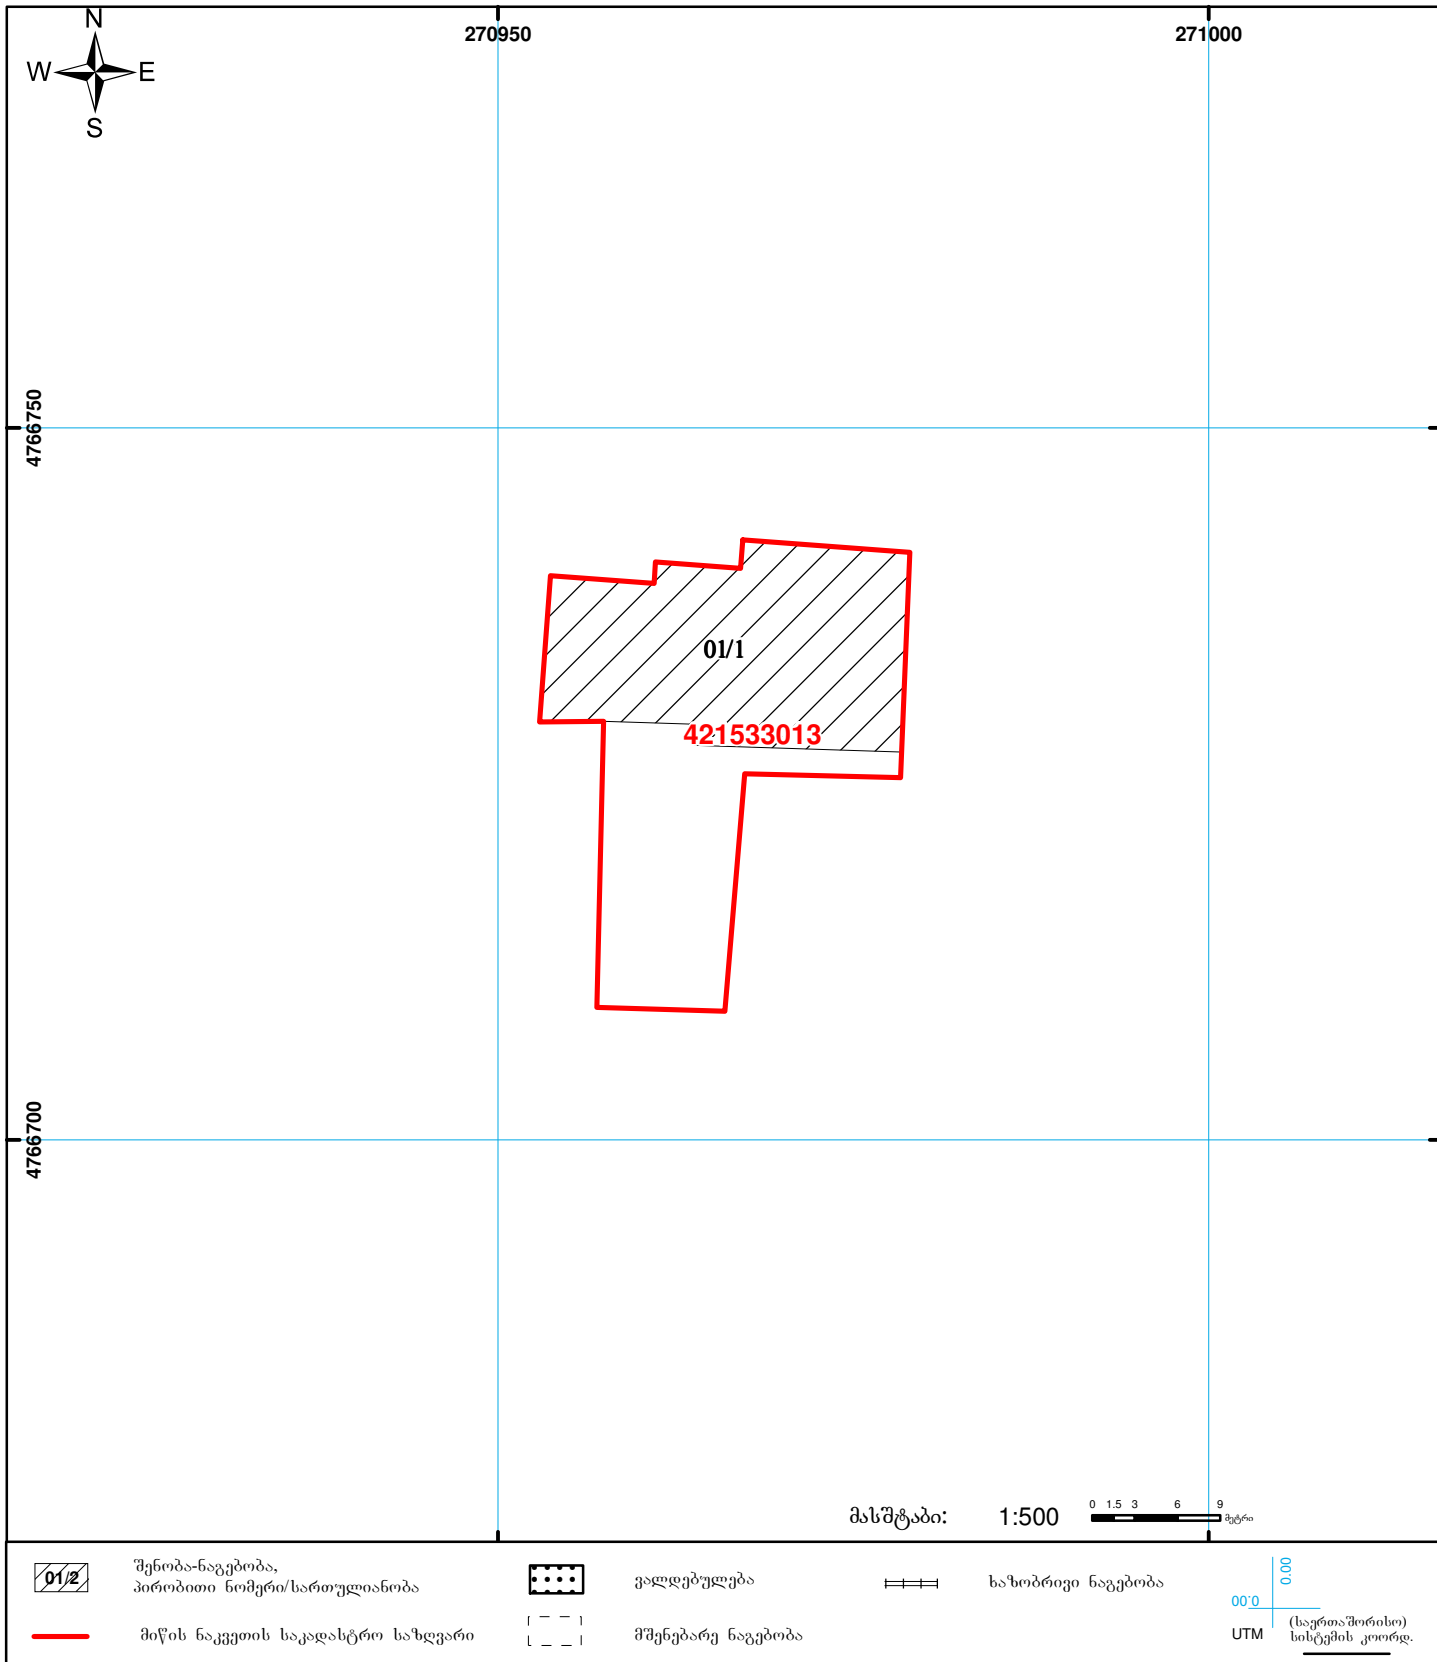 N
W E
S
270950
271000
4766750
4766700
01/1
421533013
მასშტაბი: 1:500
0 1.5 3 6 9
მეტრი
01/2
შენობა-ნაგებობა,
პირობითი ნომერი/სართულიანობა
ვალდებულება
ხაზობრივი ნაგებობა
მიწის ნაკვეთის საკადასტრო საზღვარი
მშენებარე ნაგებობა
00.0
00.0
UTM
(საერთაშორისო)
სისტემის კოორდ.